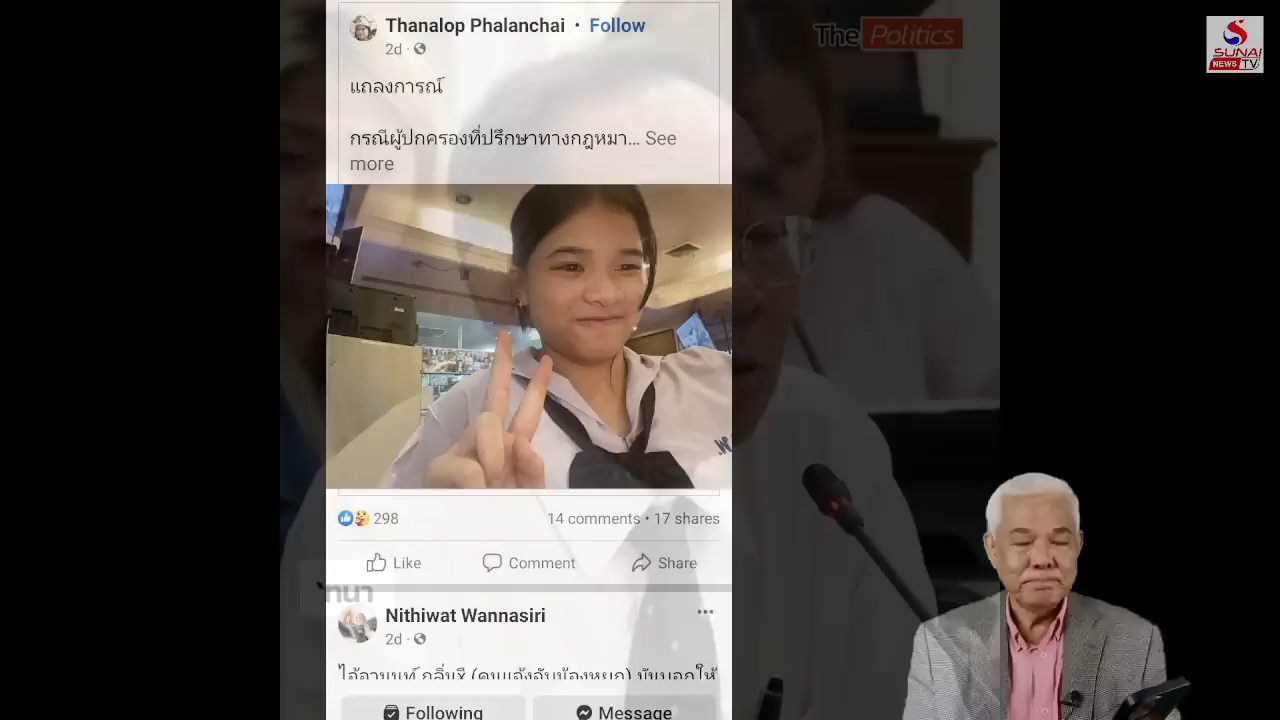 Thanalop Phalanchai · Follow
2d ·
แถลงการณ์
กรณีผู้ปกครองที่ปรึกษาทางกฎหมา... See
more
298
14 comments • 17 shares
Like
Comment
Share
Nithiwat Wannasiri
2d ·
Following
Message
The Politics
SUNAI
NEWS TV